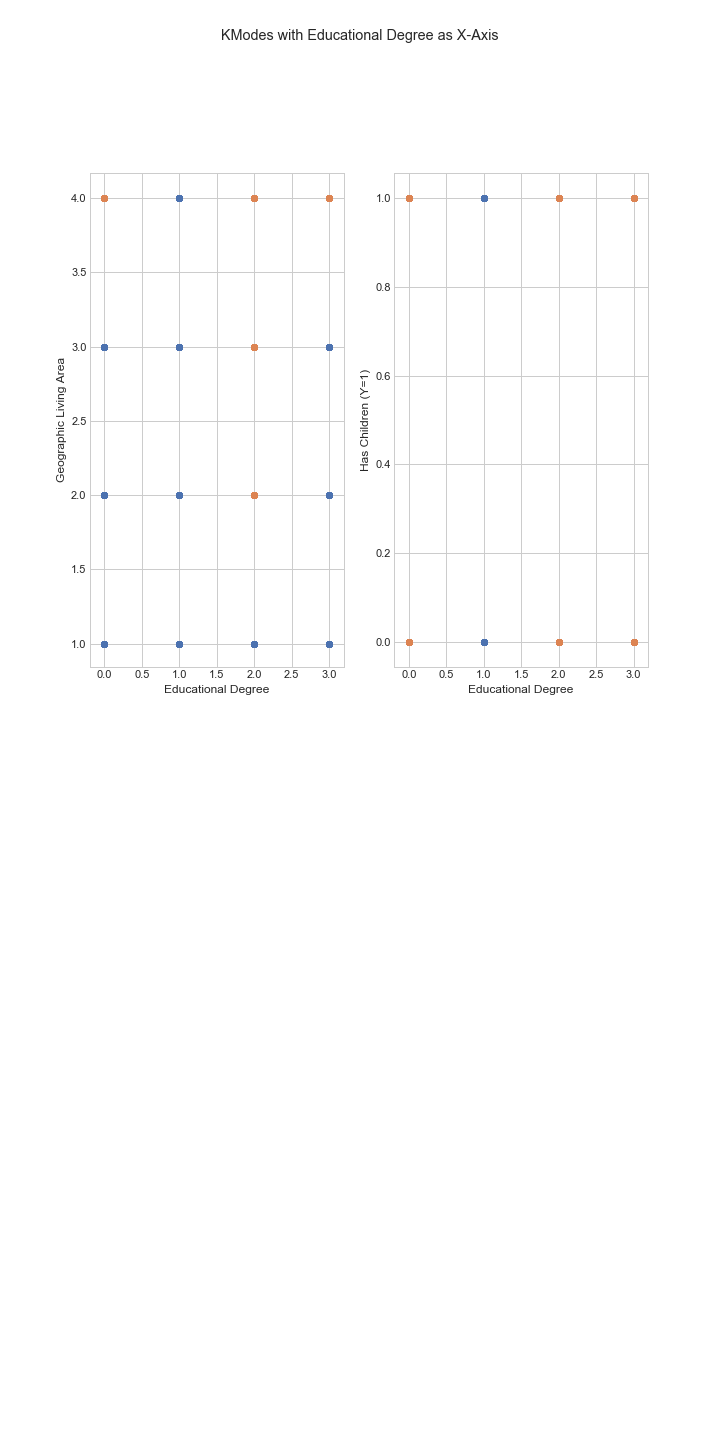 KModes with Educational Degree as X-Axis
Geographic Living Area
4.0
3.5
3.0
2.5
2.0
1.5
1.0
0.0 0.5 1.0 1.5 2.0 2.5 3.0
Educational Degree
Has Children (Y=1)
1.0
0.8
0.6
0.4
0.2
0.0
0.0 0.5 1.0 1.5 2.0 2.5 3.0
Educational Degree